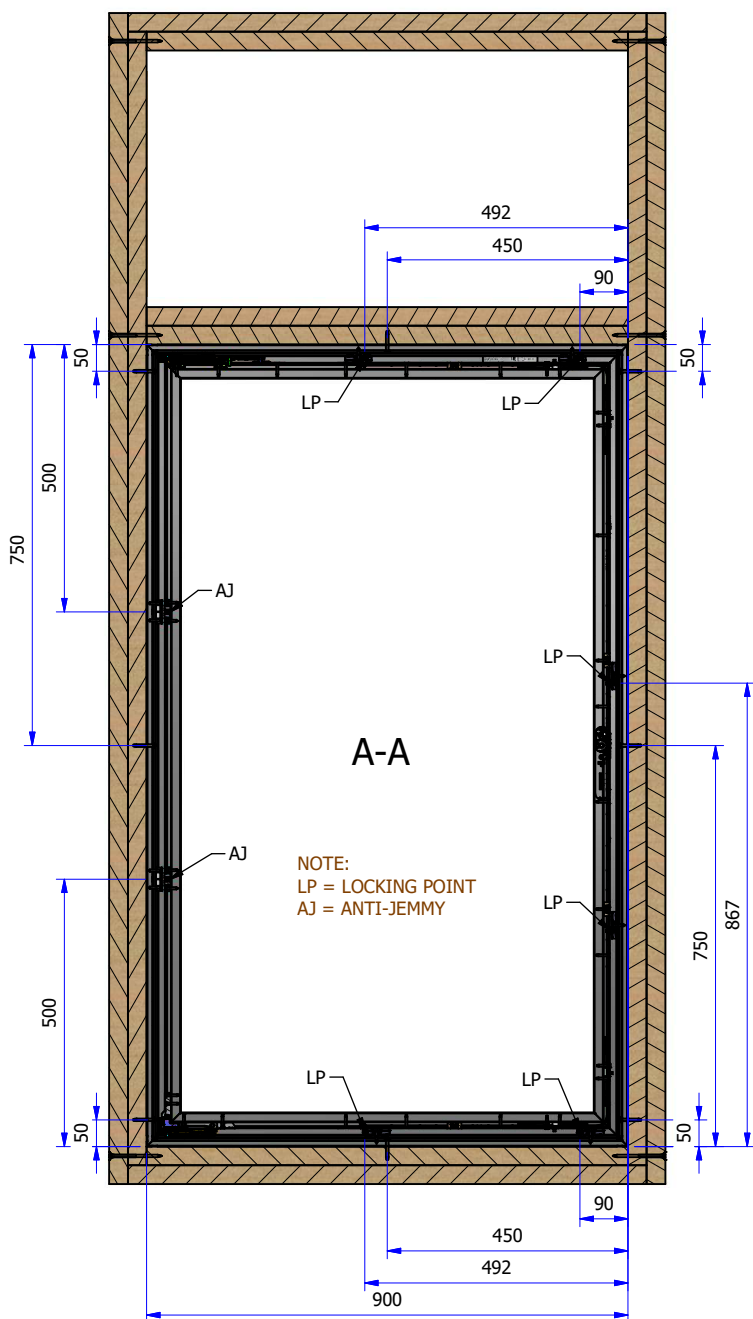 492
450
90
50
50
LP
LP
500
750
AJ
LP
A-A
AJ
NOTE:
LP = LOCKING POINT
AJ = ANTI-JEMMY
LP
867
750
500
LP
LP
50
50
90
450
492
900